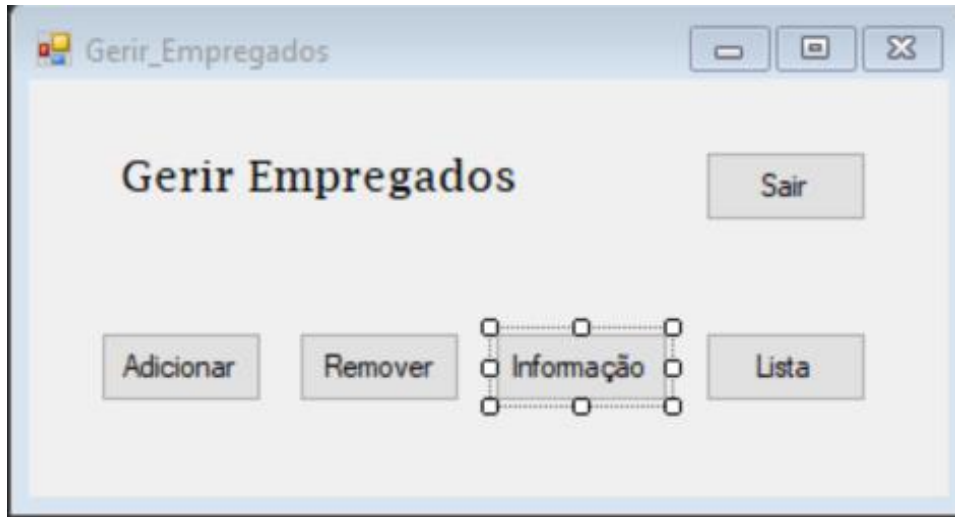 Gerir_Empregados
Gerir Empregados
Sair
Adicionar Remover Informação Lista